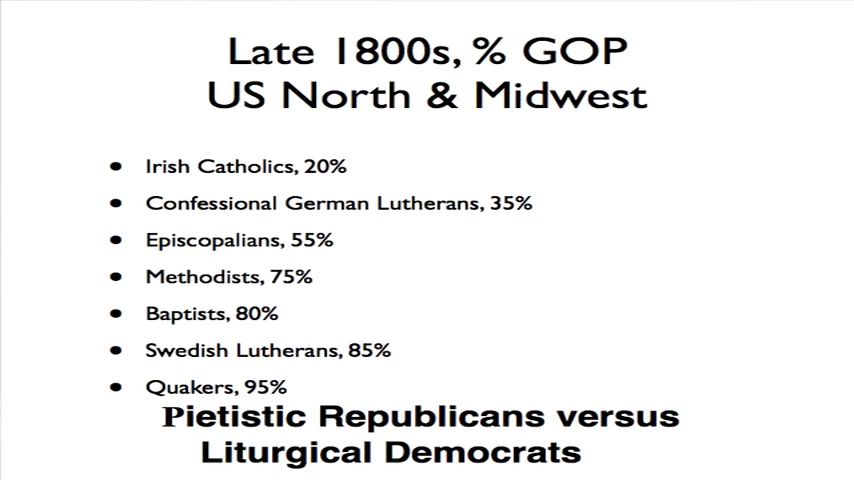 Late 1800s, % GOP
US North & Midwest
• Irish Catholics, 20%
• Confessional German Lutherans, 35%
• Episcopalians, 55%
• Methodists, 75%
• Baptists, 80%
• Swedish Lutherans, 85%
• Quakers, 95%
Pietistic Republicans versus
Liturgical Democrats